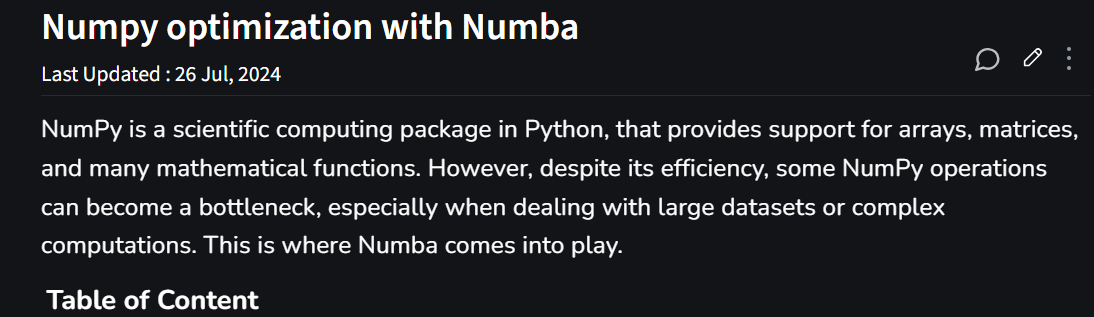 Numpy optimization with Numba
Last Updated : 26 Jul, 2024
NumPy is a scientific computing package in Python, that provides support for arrays, matrices,
and many mathematical functions. However, despite its efficiency, some NumPy operations
can become a bottleneck, especially when dealing with large datasets or complex
computations. This is where Numba comes into play.
Table of Content